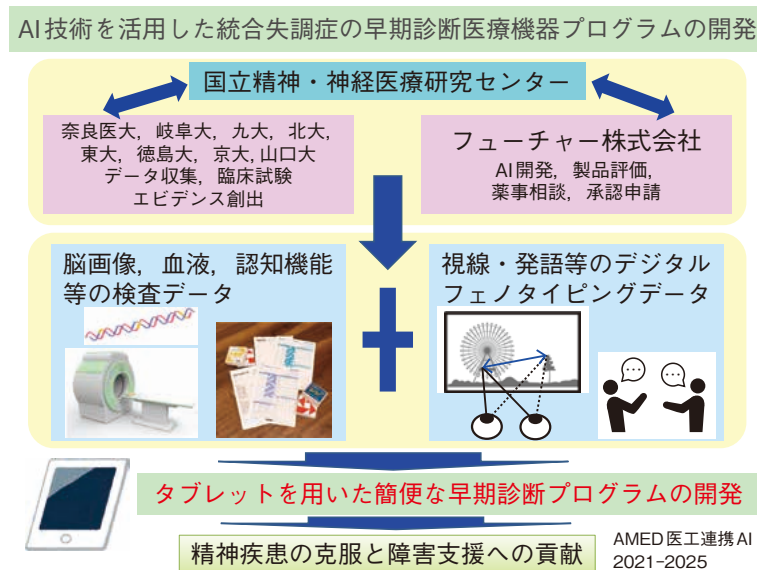 AI技術を活用した統合失調症の早期診断医療機器プログラムの開発
国立精神・神経医療研究センター
奈良医大，岐阜大，九大，北大，
東大，徳島大，京大，山口大
データ収集，臨床試験
エビデンス創出
フューチャー株式会社
AI開発，製品評価，
薬事相談，承認申請
脳画像，血液，認知機能
等の検査データ
視線・発語等のデジタル
フェノタイピングデータ
タブレットを用いた簡便な早期診断プログラムの開発
精神疾患の克服と障害支援への貢献
AMED医工連携AI
2021-2025